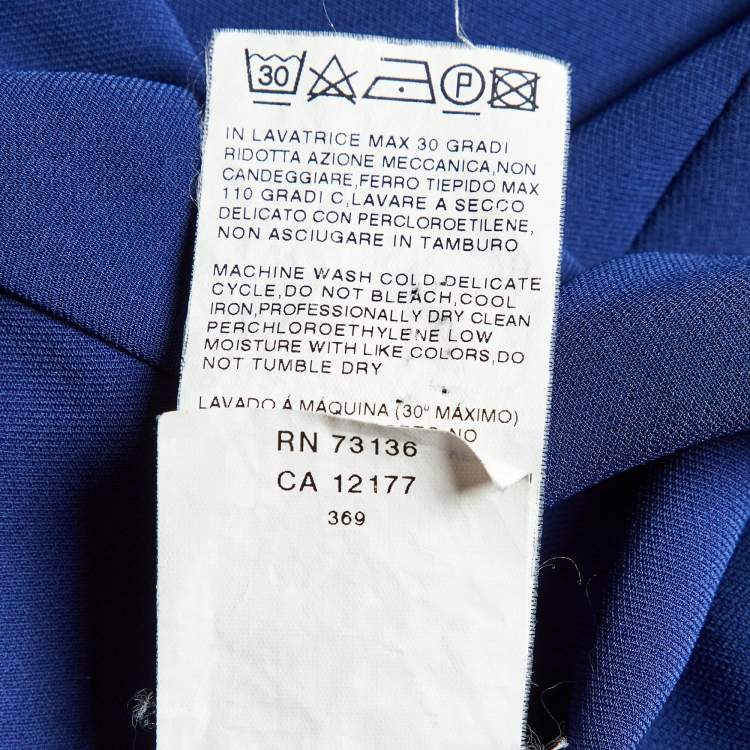 30 P
IN LAVATRICE MAX 30 GRADI
RIDOTTA AZIONE MECCANICA,NON
CANDEGGIARE,FERRO TIEPIDO MAX
110 GRADI C,LAVARE A SECCO
DELICATO CON PERCLOROETILENE,
NON ASCIUGARE IN TAMBURO
MACHINE WASH COLD DELICATE
CYCLE,DO NOT BLEACH,COOL
IRON,PROFESSIONALLY DRY CLEAN
PERCHLOROETHYLENE LOW
MOISTURE WITH LIKE COLORS,DO
NOT TUMBLE DRY
LAVADO Á MÁQUINA (30º MÁXIMO)
NO
RN 73136
CA 12177
369